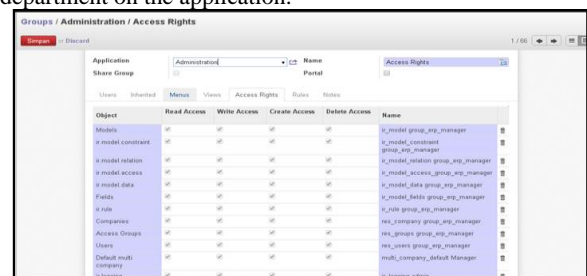 department on the application.
Groups / Administration / Access Rights
Simpan or Discard
1 / 66
Application Administration Name Access Rights
Share Group Portal
Users Inherited Menus Views Access Rights Rules Notes
Object Read Access Write Access Create Access Delete Access Name
Models ir_model group_erp_manager
ir.model.constraint ir_model_constraint
group_erp_manager
ir.model.relation ir_model_relation group_erp_manager
ir.model.access ir_model_access group_erp_manager
ir.model.data ir_model_data group_erp_manager
Fields ir_model_fields group_erp_manager
ir.rule ir_rule group_erp_manager
Companies res_company group_erp_manager
Access Groups res_groups group_erp_manager
Users res_users group_erp_manager
Default multi multi_company_default Manager
company